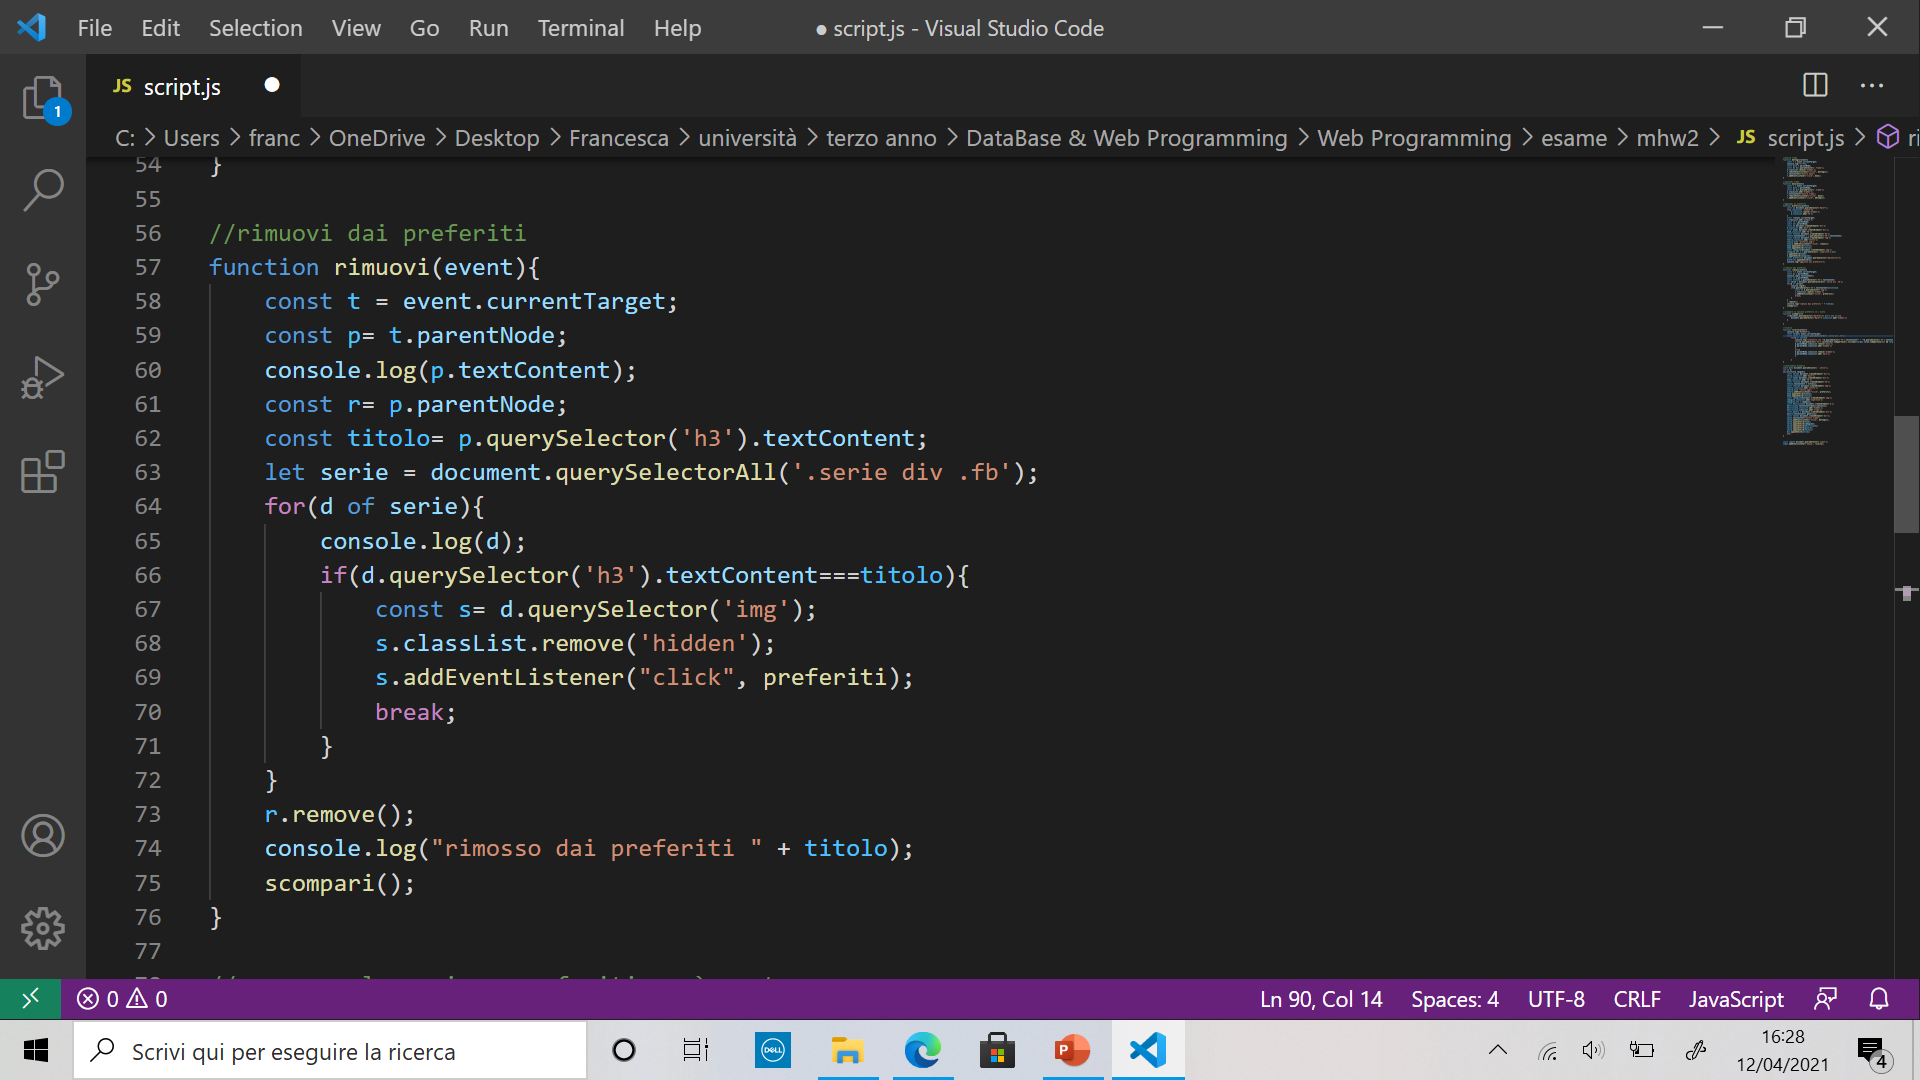 File Edit Selection View Go Run Terminal Help ● script.js - Visual Studio Code
JS script.js
1
C: > Users > franc > OneDrive > Desktop > Francesca > università > terzo anno > DataBase & Web Programming > Web Programming > esame > mhw2 > JS script.js > ri
54 }
55
56 //rimuovi dai preferiti
57 function rimuovi(event){
58 const t = event.currentTarget;
59 const p= t.parentNode;
60 console.log(p.textContent);
61 const r= p.parentNode;
62 const titolo= p.querySelector('h3').textContent;
63 let serie = document.querySelectorAll('.serie div .fb');
64 for(d of serie){
65 console.log(d);
66 if(d.querySelector('h3').textContent===titolo){
67 const s= d.querySelector('img');
68 s.classList.remove('hidden');
69 s.addEventListener("click", preferiti);
70 break;
71 }
72 }
73 r.remove();
74 console.log("rimosso dai preferiti " + titolo);
75 scompari();
76 }
77
0 0 Ln 90, Col 14 Spaces: 4 UTF-8 CRLF JavaScript
Scrivi qui per eseguire la ricerca
DELL
P
16:28
12/04/2021
4